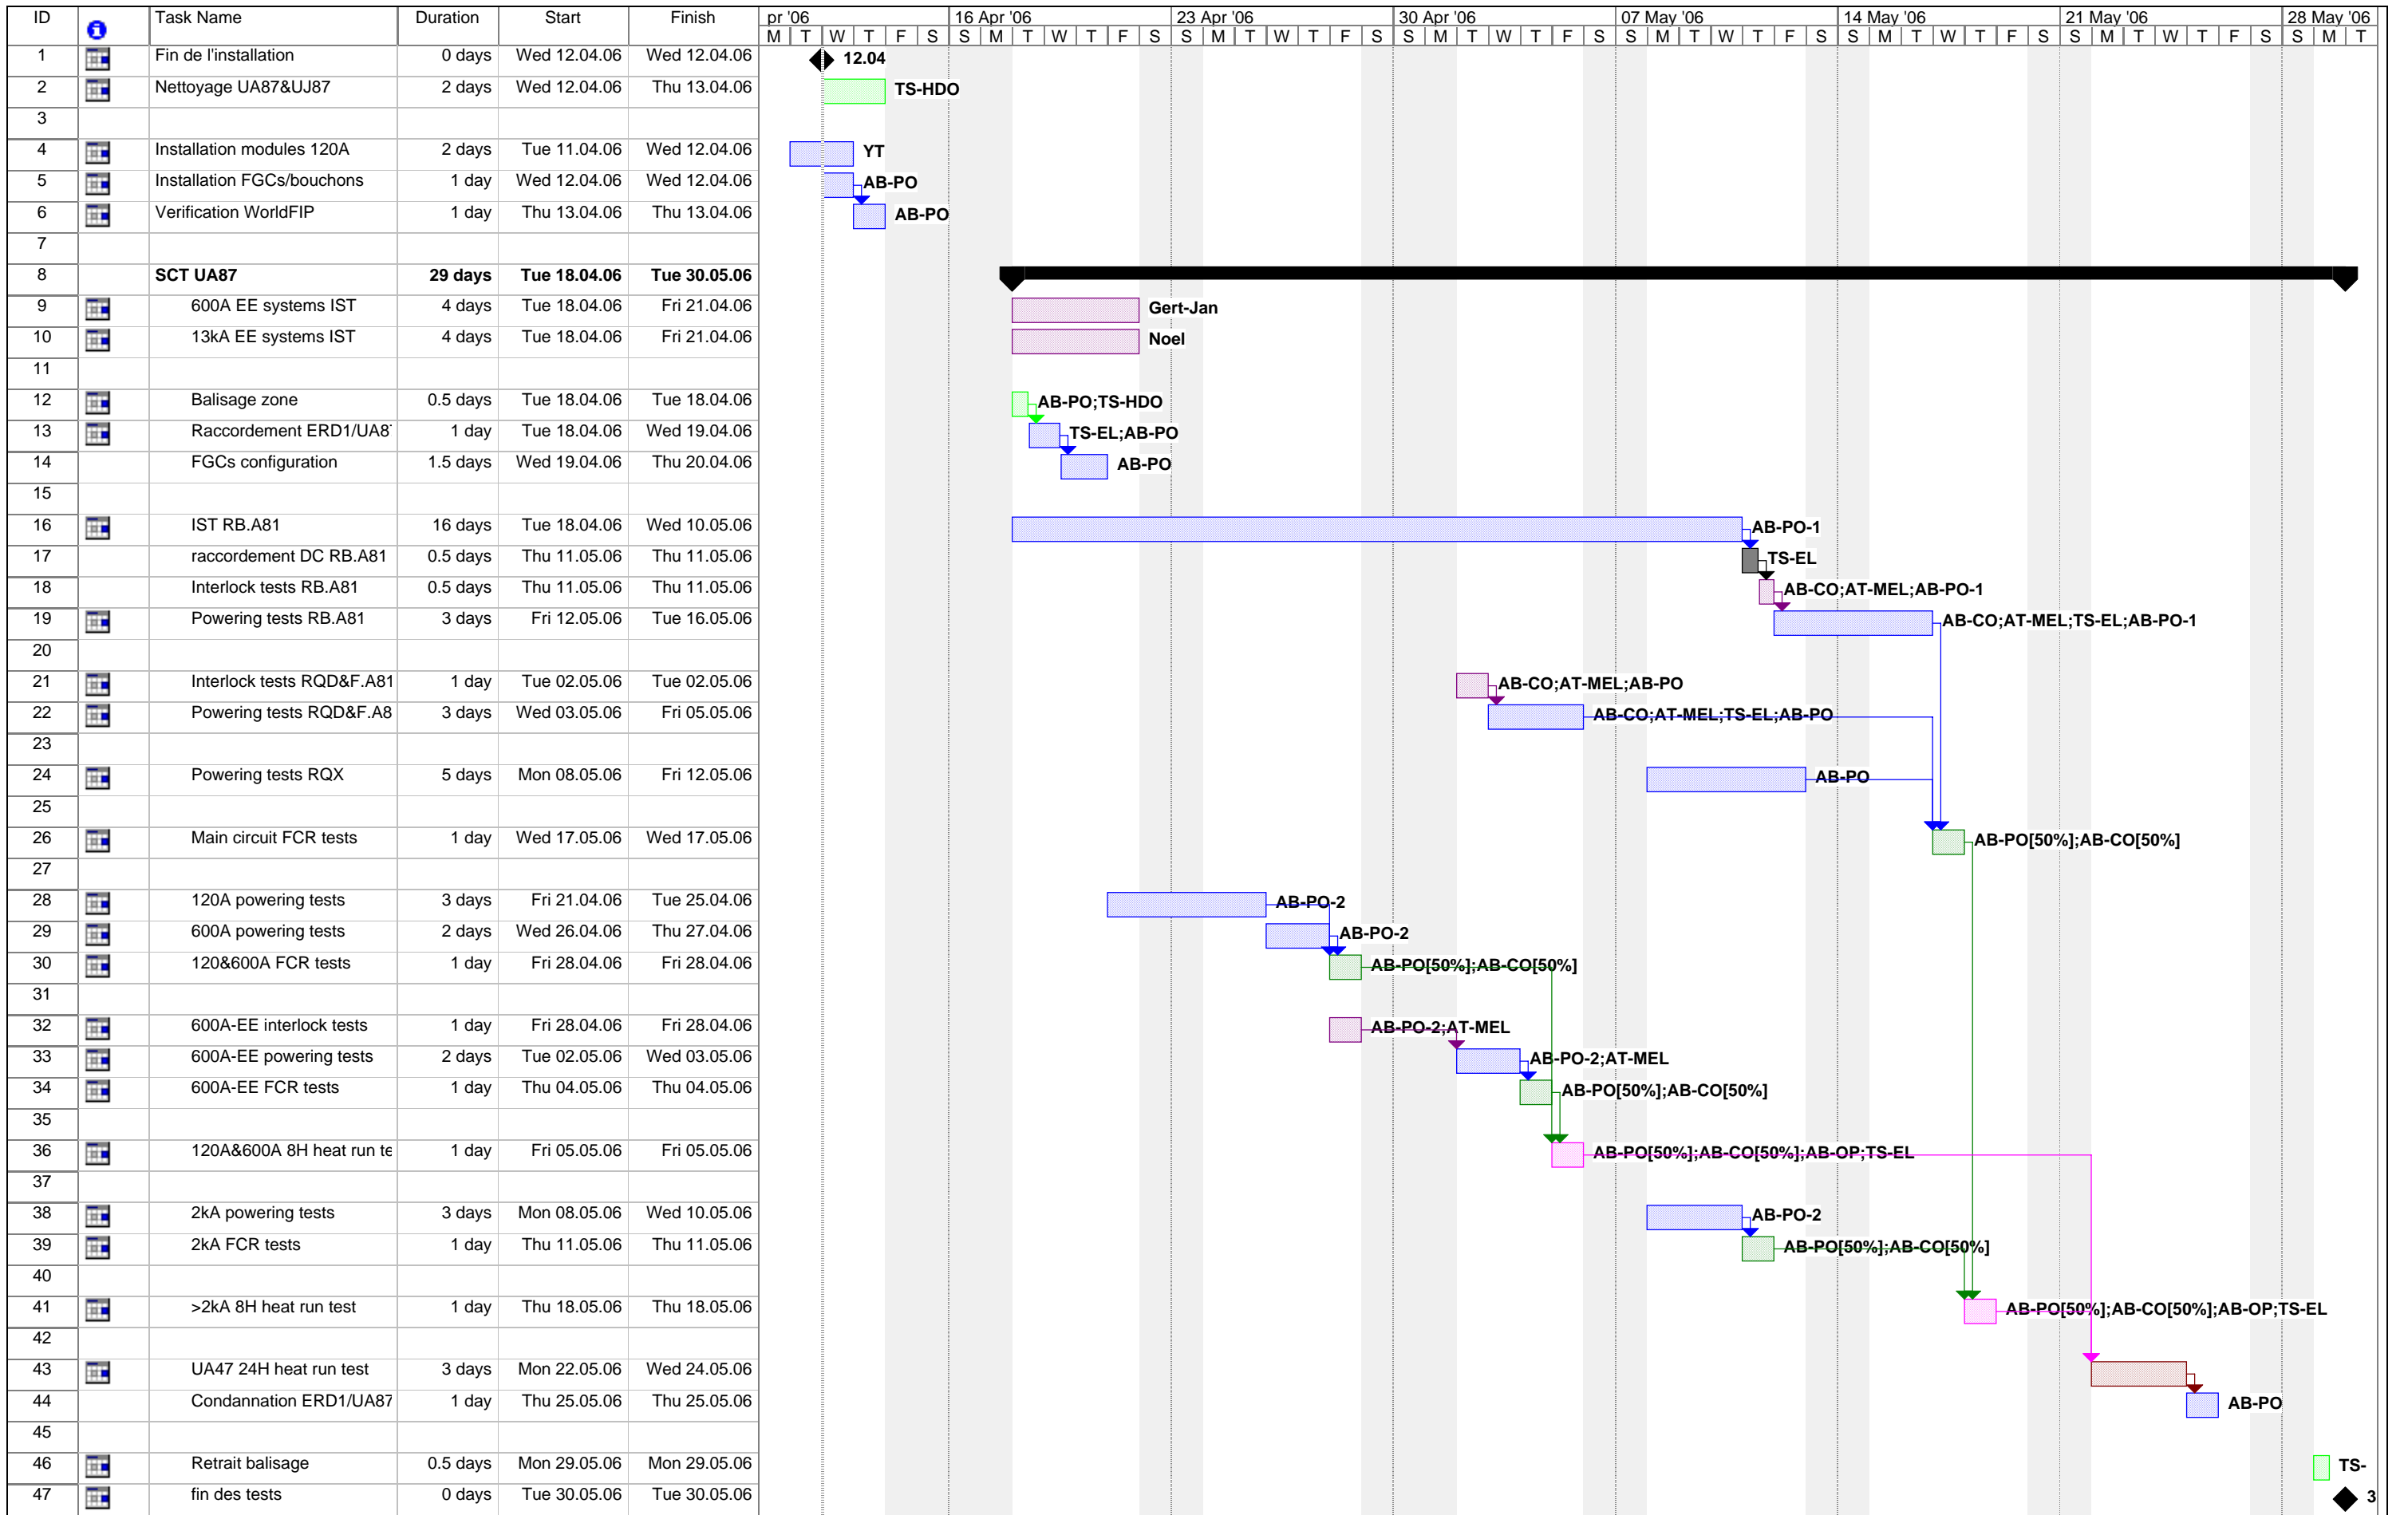 ID Task Name Duration Start Finish pr '06 16 Apr '06 23 Apr '06 30 Apr '06 07 May '06 14 May '06 21 May '06 28 May '06
M T W T F S S M T W T F S S M T W T F S S M T W T F S S M T W T F S S M T W T F S S M T W T F S S M T
1 Fin de l'installation 0 days Wed 12.04.06 Wed 12.04.06 12.04
2 Nettoyage UA87&UJ87 2 days Wed 12.04.06 Thu 13.04.06 TS-HDO
3
4 Installation modules 120A 2 days Tue 11.04.06 Wed 12.04.06 YT
5 Installation FGCs/bouchons 1 day Wed 12.04.06 Wed 12.04.06 AB-PO
6 Verification WorldFIP 1 day Thu 13.04.06 Thu 13.04.06 AB-PO
7
8 SCT UA87 29 days Tue 18.04.06 Tue 30.05.06
9 600A EE systems IST 4 days Tue 18.04.06 Fri 21.04.06 Gert-Jan
10 13kA EE systems IST 4 days Tue 18.04.06 Fri 21.04.06 Noel
11
12 Balisage zone 0.5 days Tue 18.04.06 Tue 18.04.06 AB-PO;TS-HDO
13 Raccordement ERD1/UA8 1 day Tue 18.04.06 Wed 19.04.06 TS-EL;AB-PO
14 FGCs configuration 1.5 days Wed 19.04.06 Thu 20.04.06 AB-PO
15
16 IST RB.A81 16 days Tue 18.04.06 Wed 10.05.06 AB-PO-1
17 raccordement DC RB.A81 0.5 days Thu 11.05.06 Thu 11.05.06 TS-EL
18 Interlock tests RB.A81 0.5 days Thu 11.05.06 Thu 11.05.06 AB-CO;AT-MEL;AB-PO-1
19 Powering tests RB.A81 3 days Fri 12.05.06 Tue 16.05.06 AB-CO;AT-MEL;TS-EL;AB-PO-1
20
21 Interlock tests RQD&F.A81 1 day Tue 02.05.06 Tue 02.05.06 AB-CO;AT-MEL;AB-PO
22 Powering tests RQD&F.A8 3 days Wed 03.05.06 Fri 05.05.06 AB-CO;AT-MEL;TS-EL;AB-PO
23
24 Powering tests RQX 5 days Mon 08.05.06 Fri 12.05.06 AB-PO
25
26 Main circuit FCR tests 1 day Wed 17.05.06 Wed 17.05.06 AB-PO[50%];AB-CO[50%]
27
28 120A powering tests 3 days Fri 21.04.06 Tue 25.04.06 AB-PO-2
29 600A powering tests 2 days Wed 26.04.06 Thu 27.04.06 AB-PO-2
30 120&600A FCR tests 1 day Fri 28.04.06 Fri 28.04.06 AB-PO[50%];AB-CO[50%]
31
32 600A-EE interlock tests 1 day Fri 28.04.06 Fri 28.04.06 AB-PO-2;AT-MEL
33 600A-EE powering tests 2 days Tue 02.05.06 Wed 03.05.06 AB-PO-2;AT-MEL
34 600A-EE FCR tests 1 day Thu 04.05.06 Thu 04.05.06 AB-PO[50%];AB-CO[50%]
35
36 120A&600A 8H heat run te 1 day Fri 05.05.06 Fri 05.05.06 AB-PO[50%];AB-CO[50%];AB-OP;TS-EL
37
38 2kA powering tests 3 days Mon 08.05.06 Wed 10.05.06 AB-PO-2
39 2kA FCR tests 1 day Thu 11.05.06 Thu 11.05.06 AB-PO[50%];AB-CO[50%]
40
41 >2kA 8H heat run test 1 day Thu 18.05.06 Thu 18.05.06 AB-PO[50%];AB-CO[50%];AB-OP;TS-EL
42
43 UA47 24H heat run test 3 days Mon 22.05.06 Wed 24.05.06
44 Condannation ERD1/UA87 1 day Thu 25.05.06 Thu 25.05.06 AB-PO
45
46 Retrait balisage 0.5 days Mon 29.05.06 Mon 29.05.06 TS-
47 fin des tests 0 days Tue 30.05.06 Tue 30.05.06 3